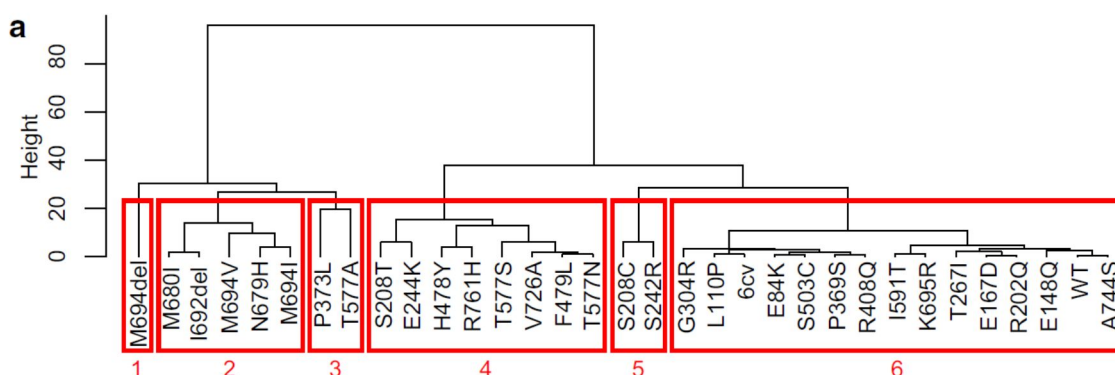 a
Height
0 20 40 60 80
M694del M680I I692del M694V N679H M694I P373L T577A S208T E244K H478Y R761H T577S V726A F479L T577N S208C S242R G304R L110P 6cv E84K S503C P369S R408Q I591T K695R T267I E167D R202Q E148Q WT A744S
1 2 3 4 5 6